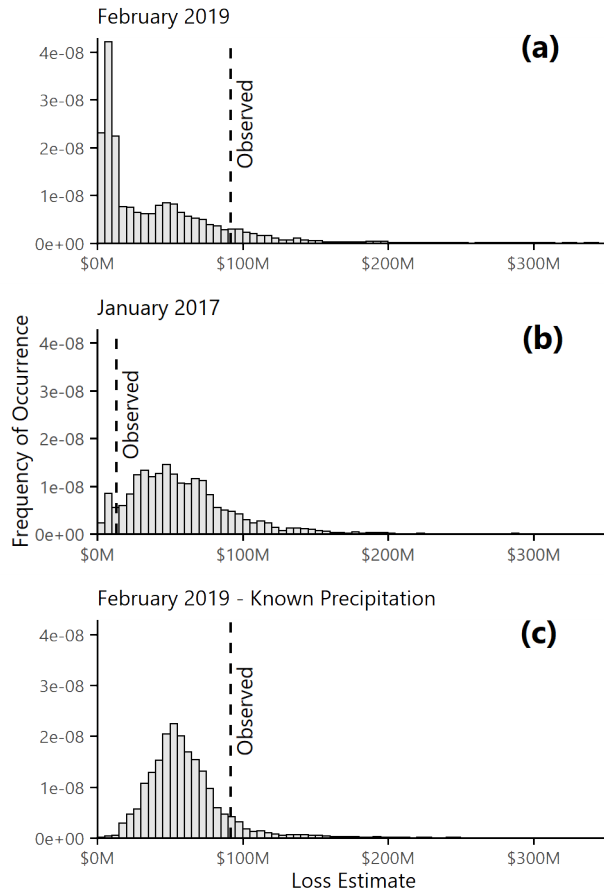 February 2019
(a)
4e-08
3e-08
2e-08
1e-08
0e+00
Observed
$0M $100M $200M $300M
January 2017
(b)
4e-08
3e-08
2e-08
1e-08
0e+00
Observed
$0M $100M $200M $300M
Frequency of Occurrence
February 2019 - Known Precipitation
(c)
4e-08
3e-08
2e-08
1e-08
0e+00
Observed
$0M $100M $200M $300M
Loss Estimate